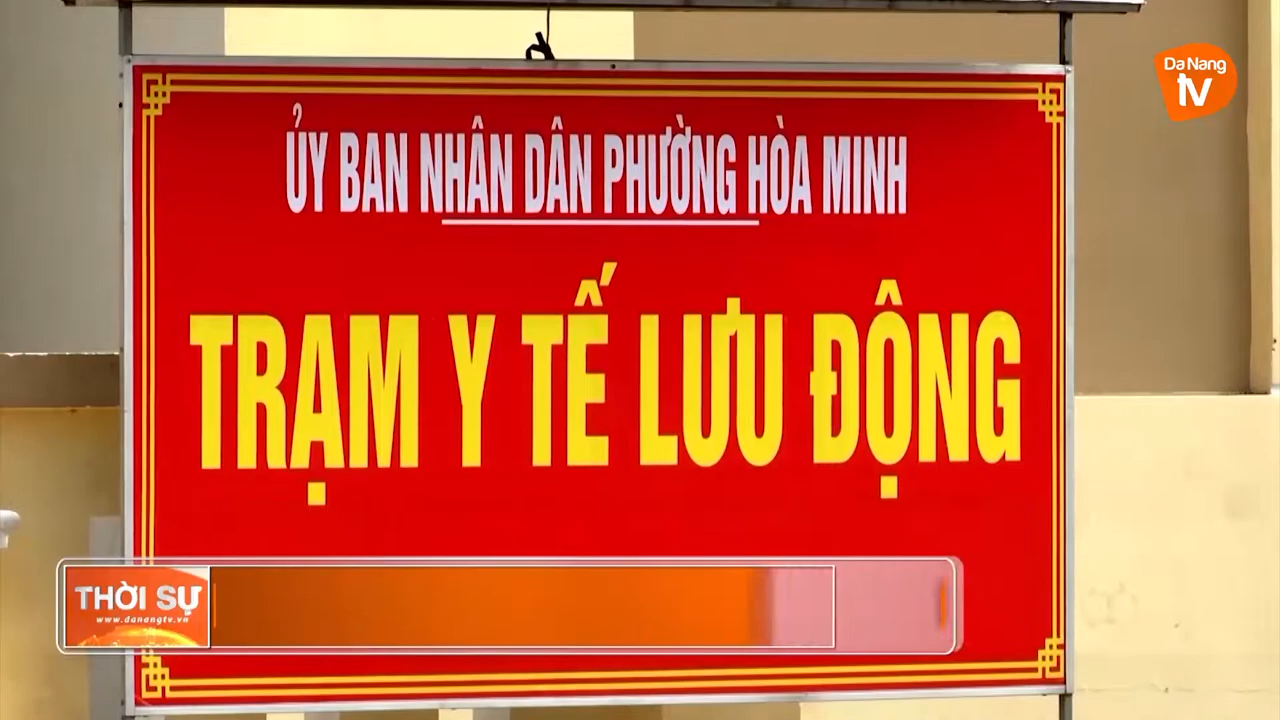 Da Nang
tv
ỦY BAN NHÂN DÂN PHƯỜNG HÒA MINH
TRẠM Y TẾ LƯU ĐỘNG
THỜI SỰ
www.danangtv.vn